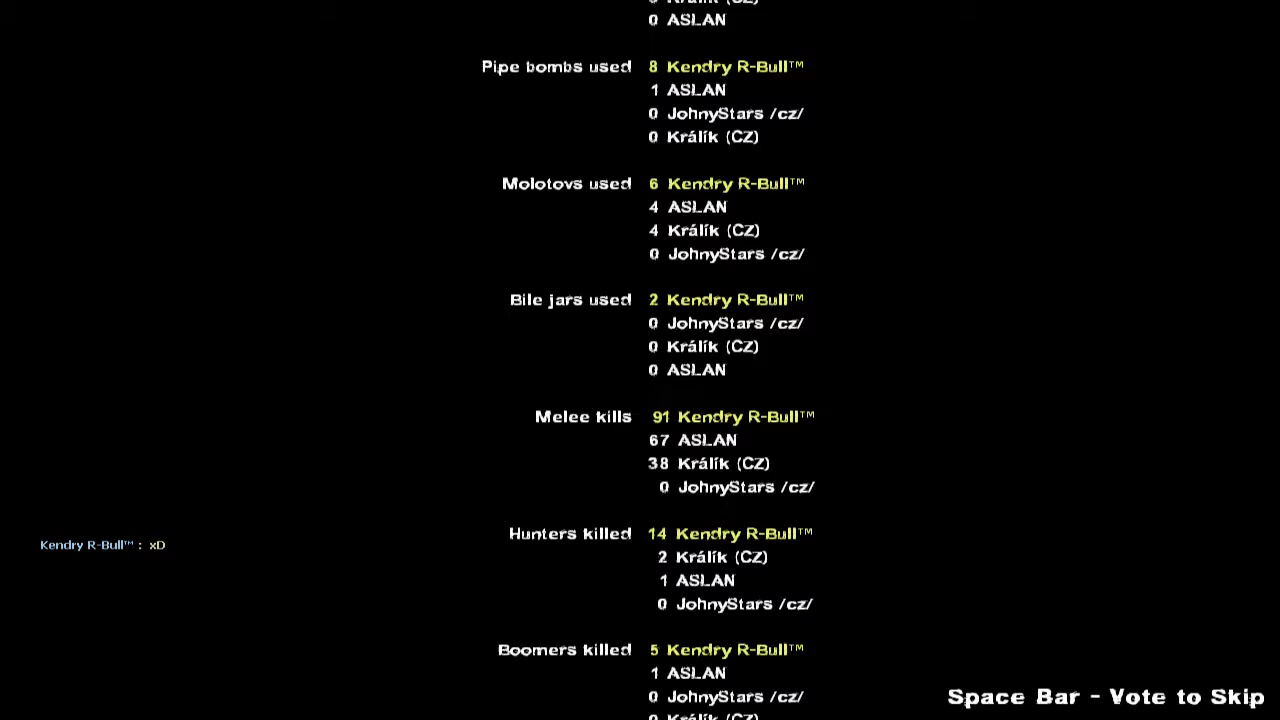 0 ASLAN
Pipe bombs used 8 Kendry R-Bull™
1 ASLAN
0 JohnyStars /cz/
0 Králík (CZ)
Molotovs used 6 Kendry R-Bull™
4 ASLAN
4 Králík (CZ)
0 JohnyStars /cz/
Bile jars used 2 Kendry R-Bull™
0 JohnyStars /cz/
0 Králík (CZ)
0 ASLAN
Melee kills 91 Kendry R-Bull™
67 ASLAN
38 Králík (CZ)
0 JohnyStars /cz/
Hunters killed 14 Kendry R-Bull™
Kendry R-Bull™ : xD
2 Králík (CZ)
1 ASLAN
0 JohnyStars /cz/
Boomers killed 5 Kendry R-Bull™
1 ASLAN
0 JohnyStars /cz/
Space Bar - Vote to Skip